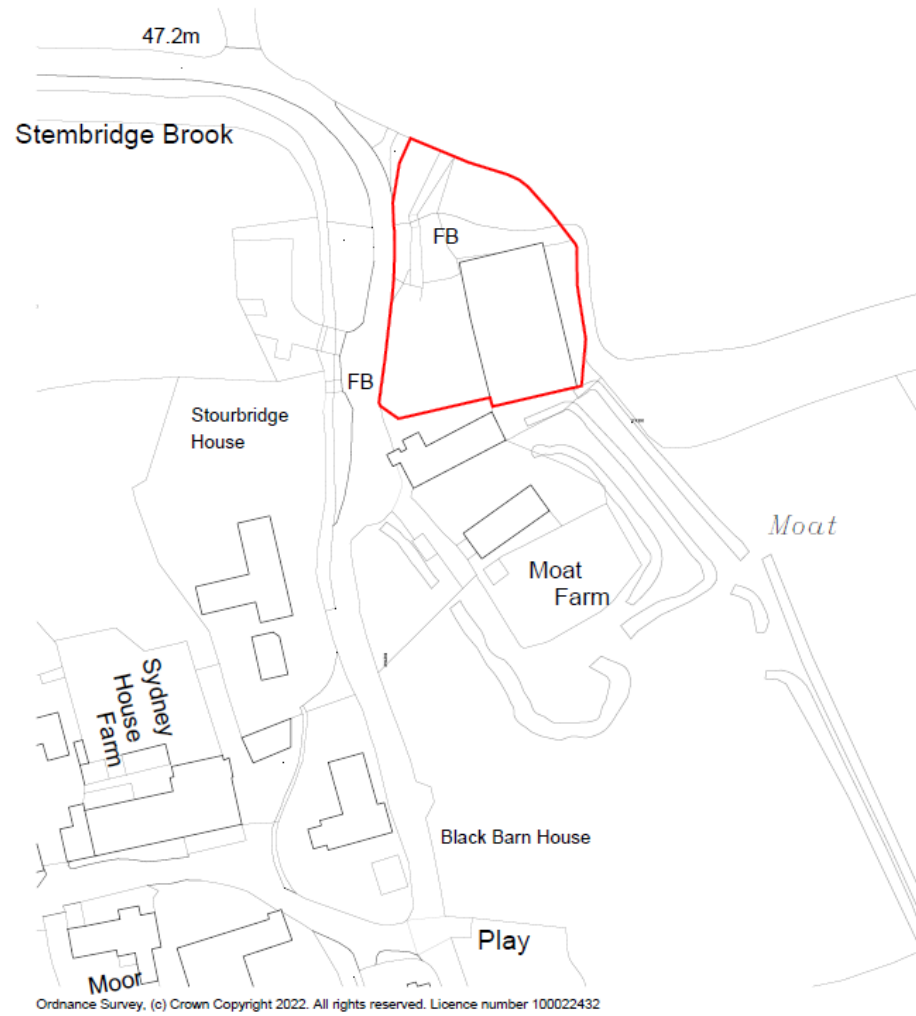 47.2m
Stembridge Brook
FB
FB
Stourbridge
House
Moat
Moat
Farm
Sydney
House
Farm
Black Barn House
Play
Moor
Ordnance Survey, (c) Crown Copyright 2022. All rights reserved. Licence number 100022432